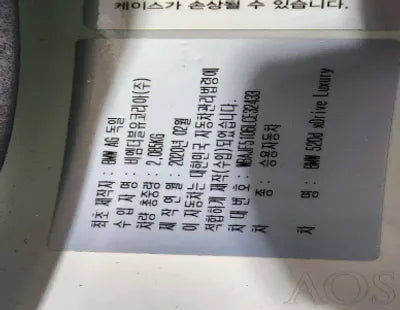 케이스가 손상될 수 있습니다.
최초 제작자 : BMW AG 독일
수 입 자 명 : 비엠더블유코리아(주)
차량 총중량 : 2,085KG
제 작 연 월 : 2020년 02월
이 자동차는 대한민국 자동차관리법령에
적합하게 제작(수입)되었습니다.
차 대 번 호 : WBAJF5106LCE32433
차 종 : 승용자동차
차 명 : BMW 520d xDrive Luxury
AOS